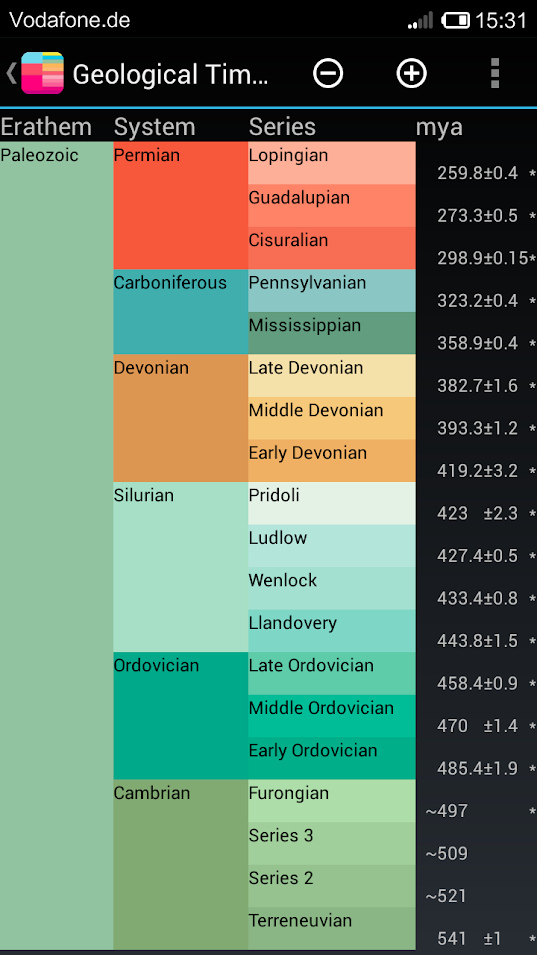 Vodafone.de 15:31
Geological Tim...
Erathem System Series mya
Paleozoic Permian Lopingian
259.8±0.4 *
Guadalupian
273.3±0.5 *
Cisuralian
298.9±0.15*
Carboniferous Pennsylvanian
323.2±0.4 *
Mississippian
358.9±0.4 *
Devonian Late Devonian
382.7±1.6 *
Middle Devonian
393.3±1.2 *
Early Devonian
419.2±3.2 *
Silurian Pridoli
423 ±2.3 *
Ludlow
427.4±0.5 *
Wenlock
433.4±0.8 *
Llandovery
443.8±1.5 *
Ordovician Late Ordovician
458.4±0.9 *
Middle Ordovician
470 ±1.4 *
Early Ordovician
485.4±1.9 *
Cambrian Furongian
~497 *
Series 3
~509
Series 2
~521
Terreneuvian
541 ±1 *